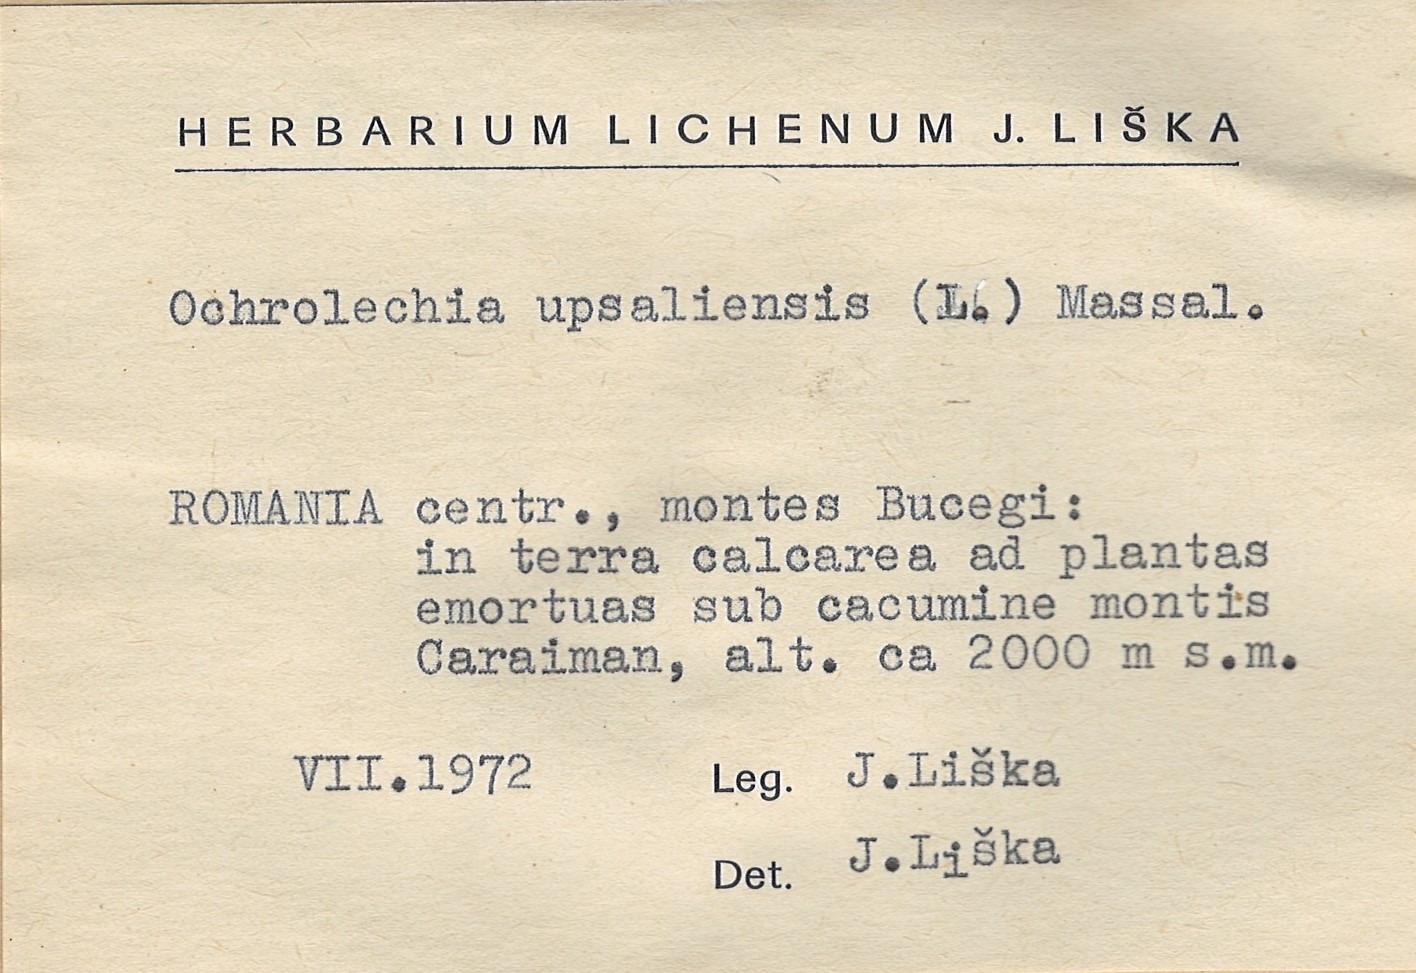 HERBARIUM LICHENUM J. LIŠKA
Ochrolechia upsaliensis (L.) Massal.
ROMANIA centr., montes Bucegi:
in terra calcarea ad plantas
emortuas sub cacumine montis
Caraiman, alt. ca 2000 m s.m.
VII.1972 Leg. J.Liška
Det. J.Liška